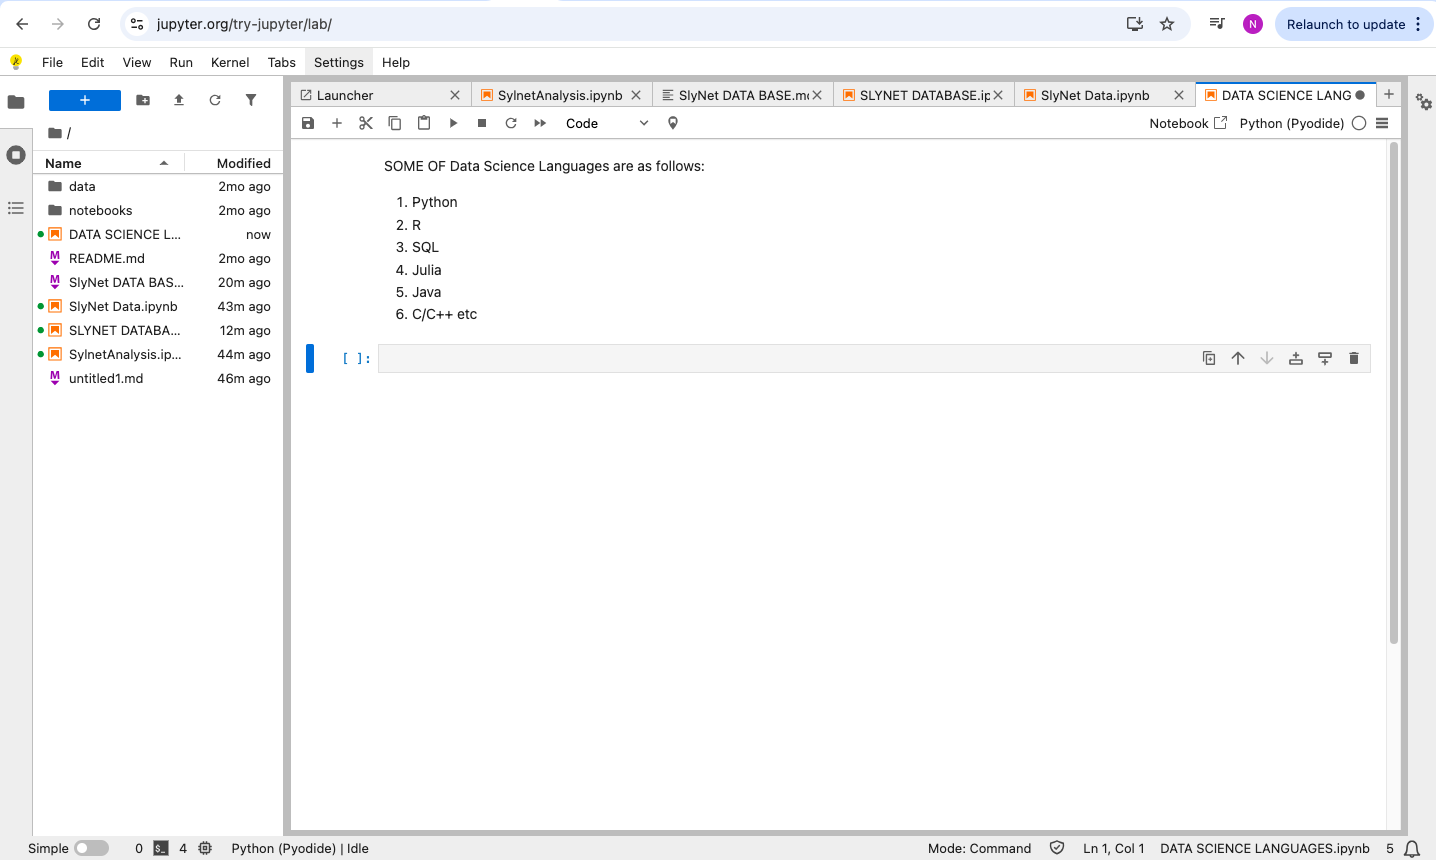 jupyter.org/try-jupyter/lab/
N
Relaunch to update
File Edit View Run Kernel Tabs Settings Help
Launcher
SylnetAnalysis.ipynb
SlyNet DATA BASE.mc
SLYNET DATABASE.ip
SlyNet Data.ipynb
DATA SCIENCE LANG
Code
Notebook
Python (Pyodide)
/
Name Modified
data 2mo ago
notebooks 2mo ago
DATA SCIENCE L... now
README.md 2mo ago
SlyNet DATA BAS... 20m ago
SlyNet Data.ipynb 43m ago
SLYNET DATABA... 12m ago
SylnetAnalysis.ip... 44m ago
untitled1.md 46m ago
SOME OF Data Science Languages are as follows:
1. Python
2. R
3. SQL
4. Julia
5. Java
6. C/C++ etc
[ ]:
Simple 0 $_ 4 Python (Pyodide) | Idle Mode: Command Ln 1, Col 1 DATA SCIENCE LANGUAGES.ipynb 5